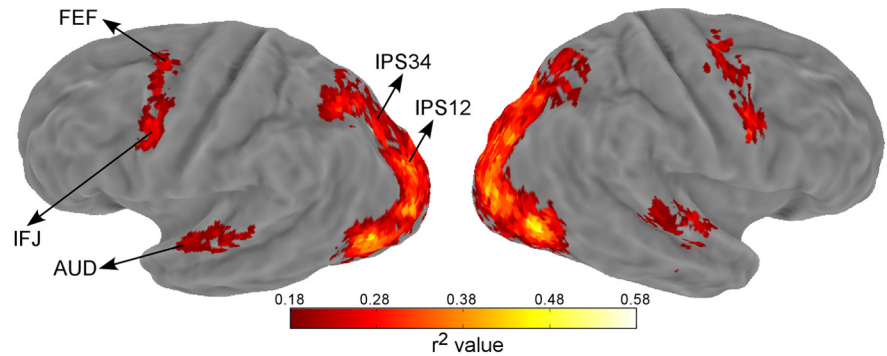 FEF
IPS34
IPS12
IFJ
AUD
0.18 0.28 0.38 0.48 0.58
r² value